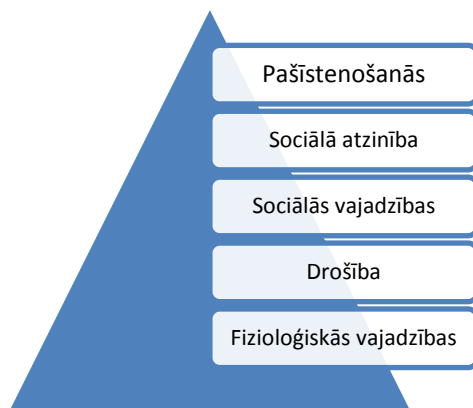 Pašīstenošanās
Sociālā atzinība
Sociālās vajadzības
Drošība
Fizioloģiskās vajadzības